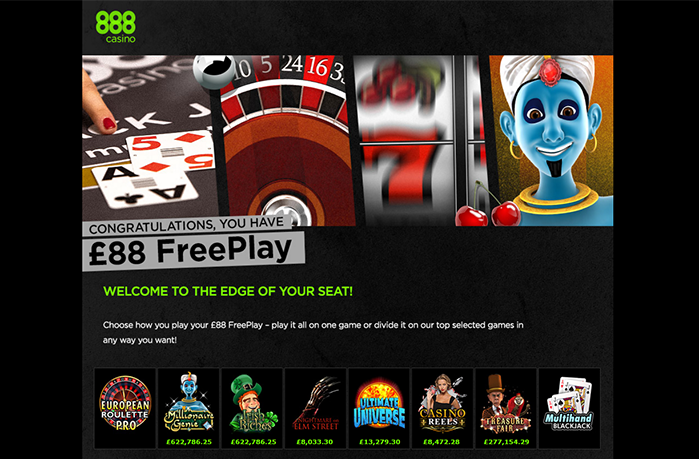 888
casino
casino
5
A
A
10 5 24 16 33
7
CONGRATULATIONS, YOU HAVE
£88 FreePlay
WELCOME TO THE EDGE OF YOUR SEAT!
Choose how you play your £88 FreePlay – play it all on one game or divide it on our top selected games in
any way you want!
EUROPEAN
ROULETTE
PRO
Millionaire
Genie
£622,786.25
Irish
Riches
£622,786.25
A NIGHTMARE ON
ELM STREET
£8,033.30
ULTIMATE
UNIVERSE
£13,279.30
CASINO
REELS
£8,472.28
TREASURE
FAIR
£277,154.29
Multihand
BLACKJACK